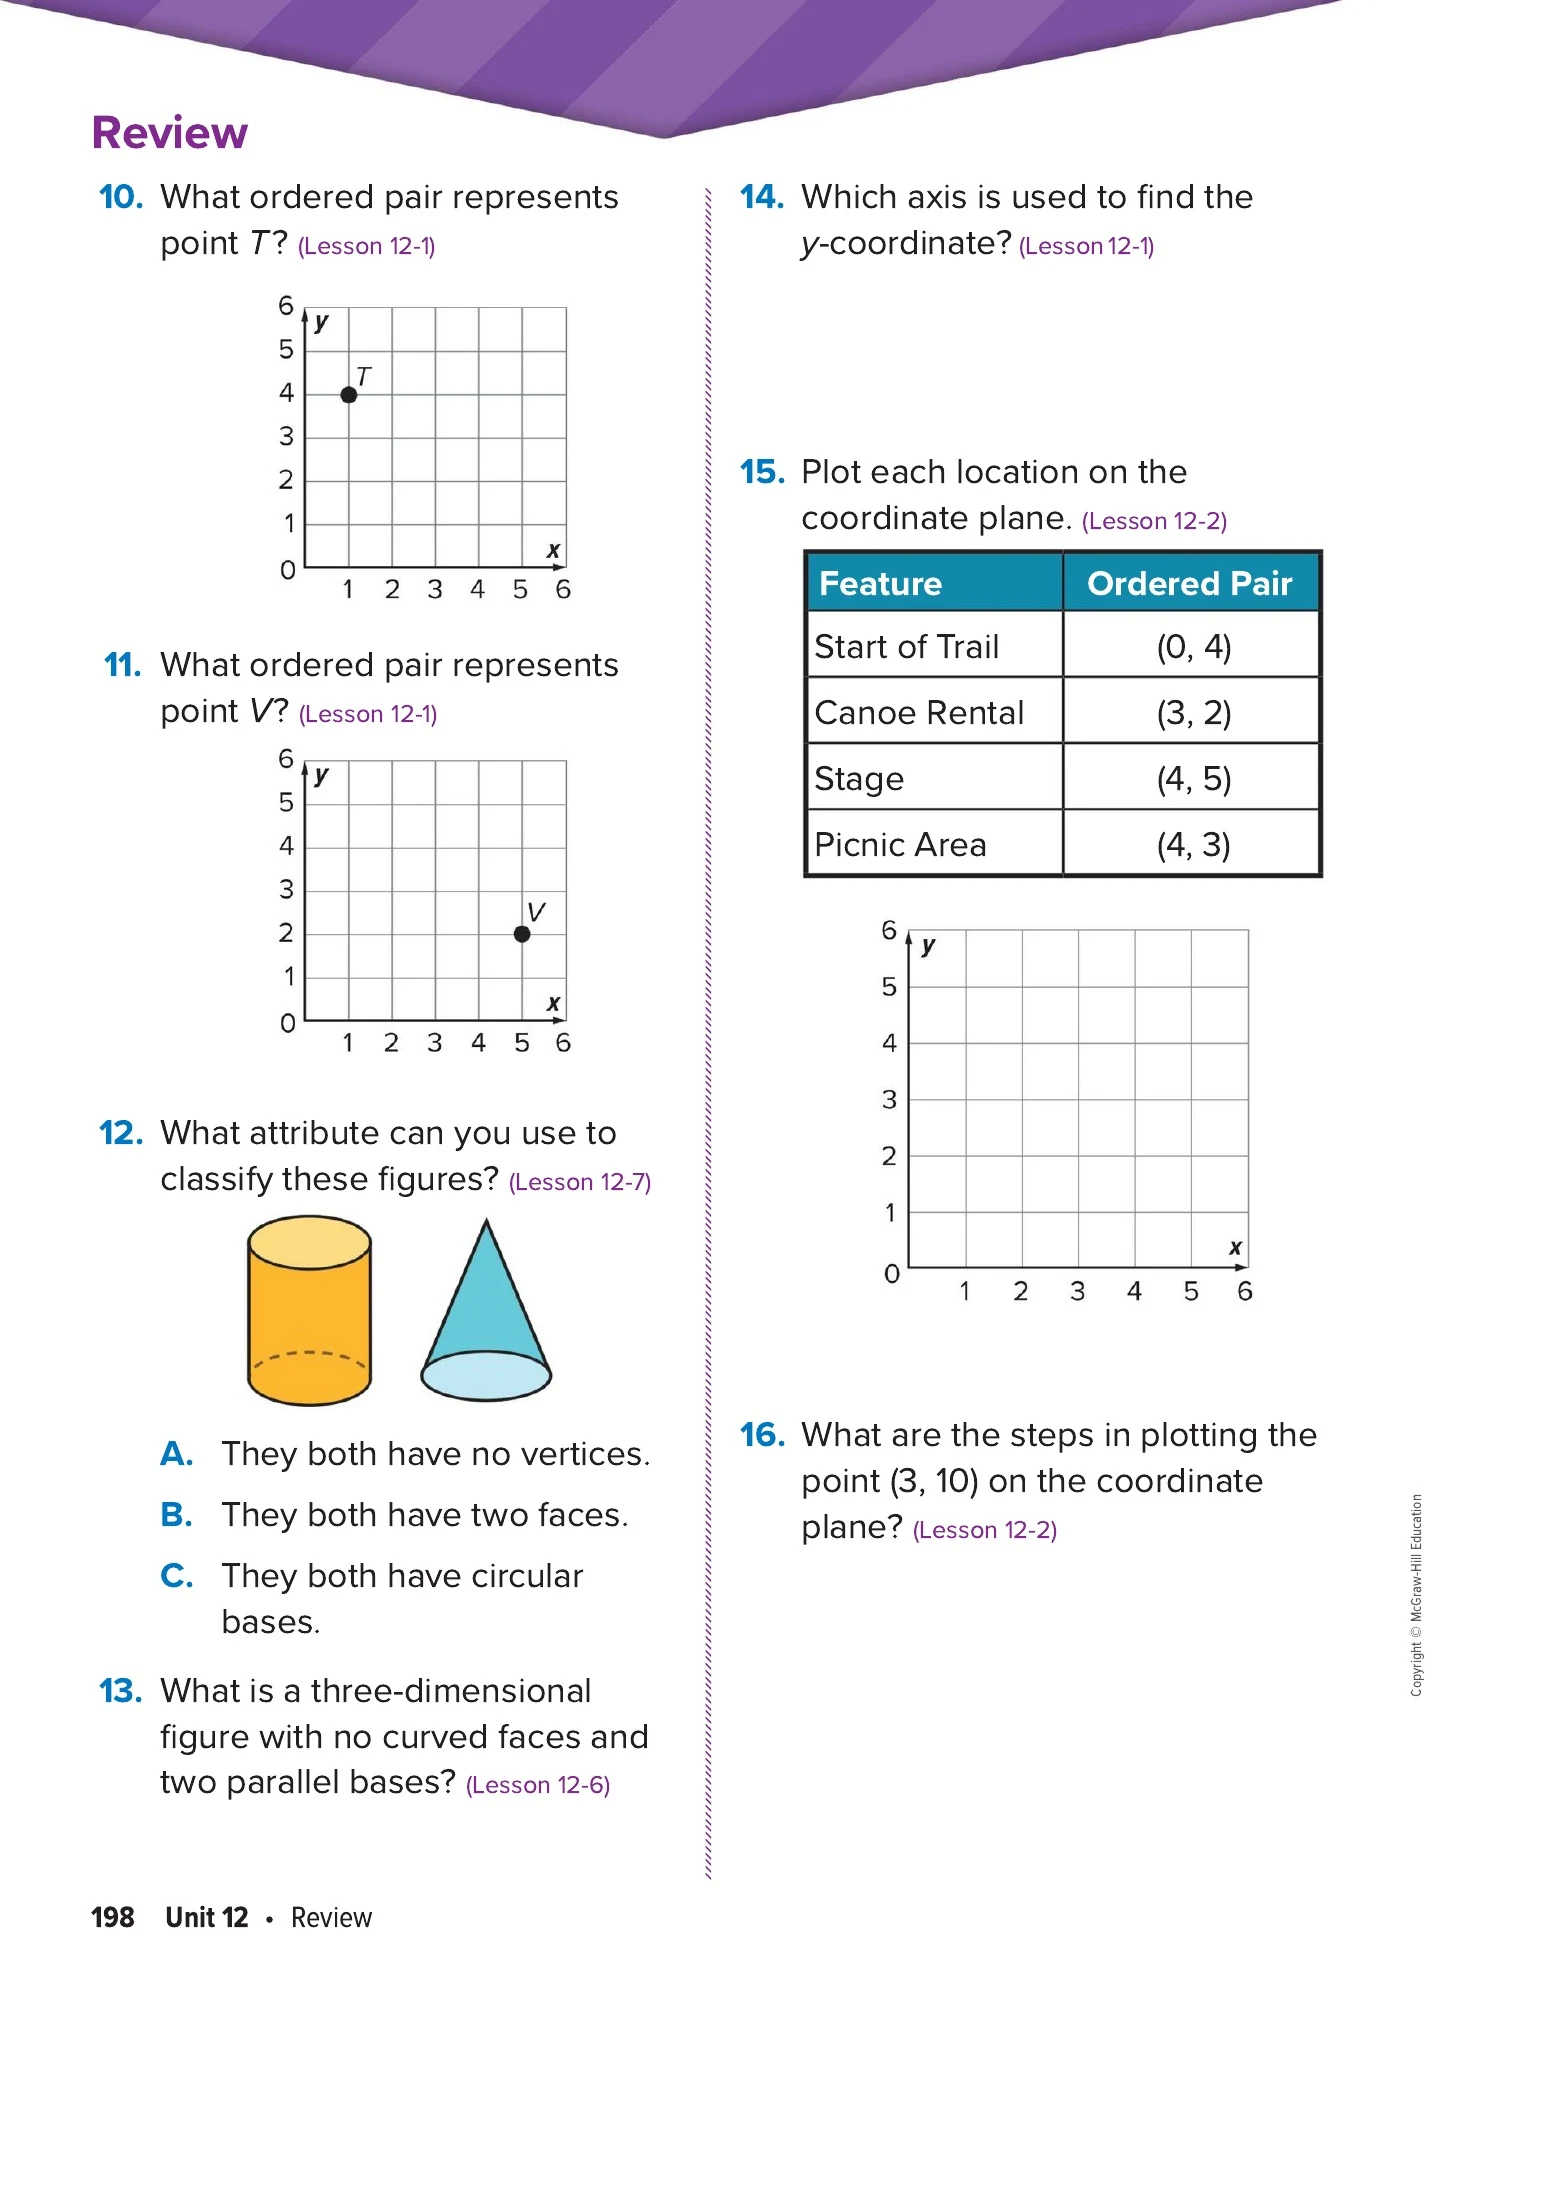 Review
10. What ordered pair represents
point T? (Lesson 12-1)
6
y
5
T
4
3
2
1
x
0
1 2 3 4 5 6
11. What ordered pair represents
point V? (Lesson 12-1)
6
y
5
4
3
V
2
1
x
0
1 2 3 4 5 6
12. What attribute can you use to
classify these figures? (Lesson 12-7)
A. They both have no vertices.
B. They both have two faces.
C. They both have circular
bases.
13. What is a three-dimensional
figure with no curved faces and
two parallel bases? (Lesson 12-6)
14. Which axis is used to find the
y-coordinate? (Lesson 12-1)
15. Plot each location on the
coordinate plane. (Lesson 12-2)
Feature Ordered Pair
Start of Trail (0, 4)
Canoe Rental (3, 2)
Stage (4, 5)
Picnic Area (4, 3)
6
y
5
4
3
2
1
x
0
1 2 3 4 5 6
16. What are the steps in plotting the
point (3, 10) on the coordinate
plane? (Lesson 12-2)
Copyright © McGraw-Hill Education
198 Unit 12 • Review